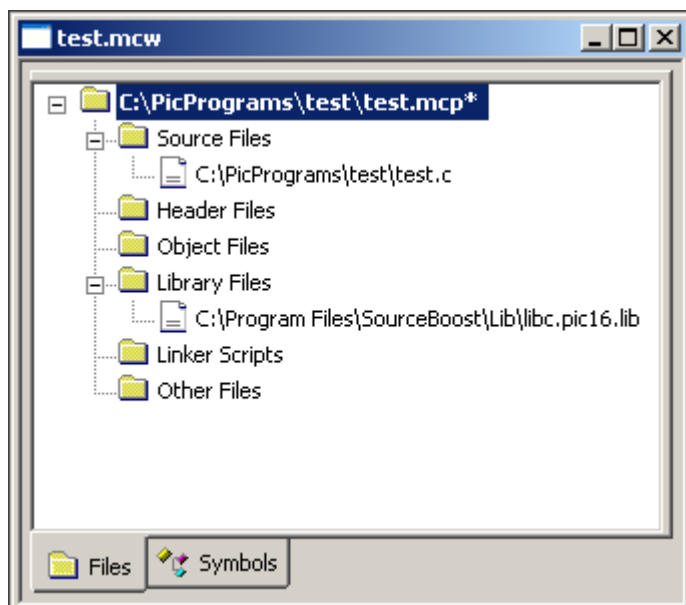 test.mcw
C:\PicPrograms\test\test.mcp*
Source Files
C:\PicPrograms\test\test.c
Header Files
Object Files
Library Files
C:\Program Files\SourceBoost\Lib\libc.pic16.lib
Linker Scripts
Other Files
Files Symbols